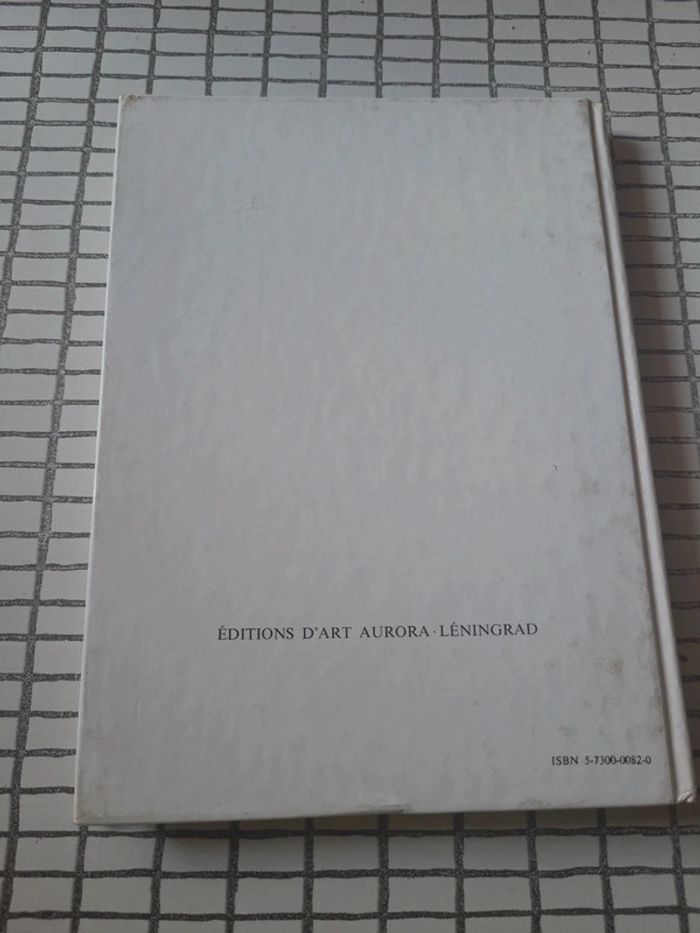 ÉDITIONS D'ART AURORA · LÉNINGRAD
ISBN 5-7300-0082-0